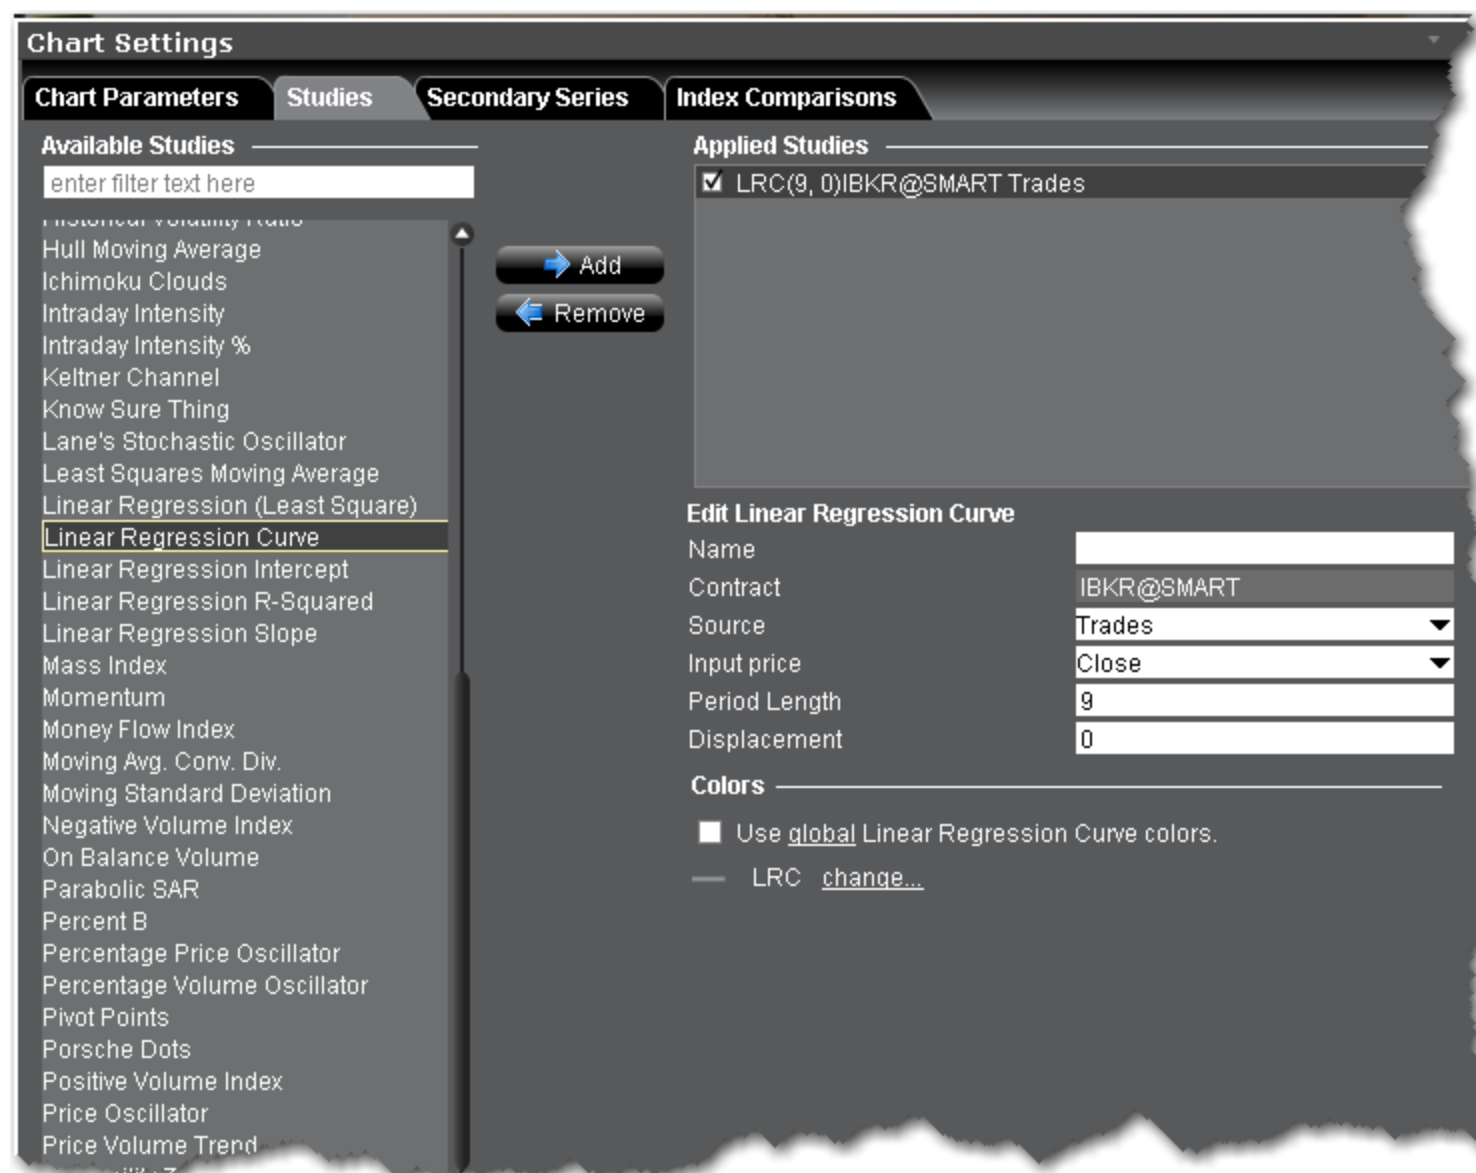 Chart Settings
Chart Parameters
Studies
Secondary Series
Index Comparisons
Available Studies
enter filter text here
Historical Volatility Ratio
Hull Moving Average
Ichimoku Clouds
Intraday Intensity
Intraday Intensity %
Keltner Channel
Know Sure Thing
Lane's Stochastic Oscillator
Least Squares Moving Average
Linear Regression (Least Square)
Linear Regression Curve
Linear Regression Intercept
Linear Regression R-Squared
Linear Regression Slope
Mass Index
Momentum
Money Flow Index
Moving Avg. Conv. Div.
Moving Standard Deviation
Negative Volume Index
On Balance Volume
Parabolic SAR
Percent B
Percentage Price Oscillator
Percentage Volume Oscillator
Pivot Points
Porsche Dots
Positive Volume Index
Price Oscillator
Price Volume Trend
Add
Remove
Applied Studies
LRC(9, 0)IBKR@SMART Trades
Edit Linear Regression Curve
Name
Contract IBKR@SMART
Source Trades
Input price Close
Period Length 9
Displacement 0
Colors
Use global Linear Regression Curve colors.
LRC change...